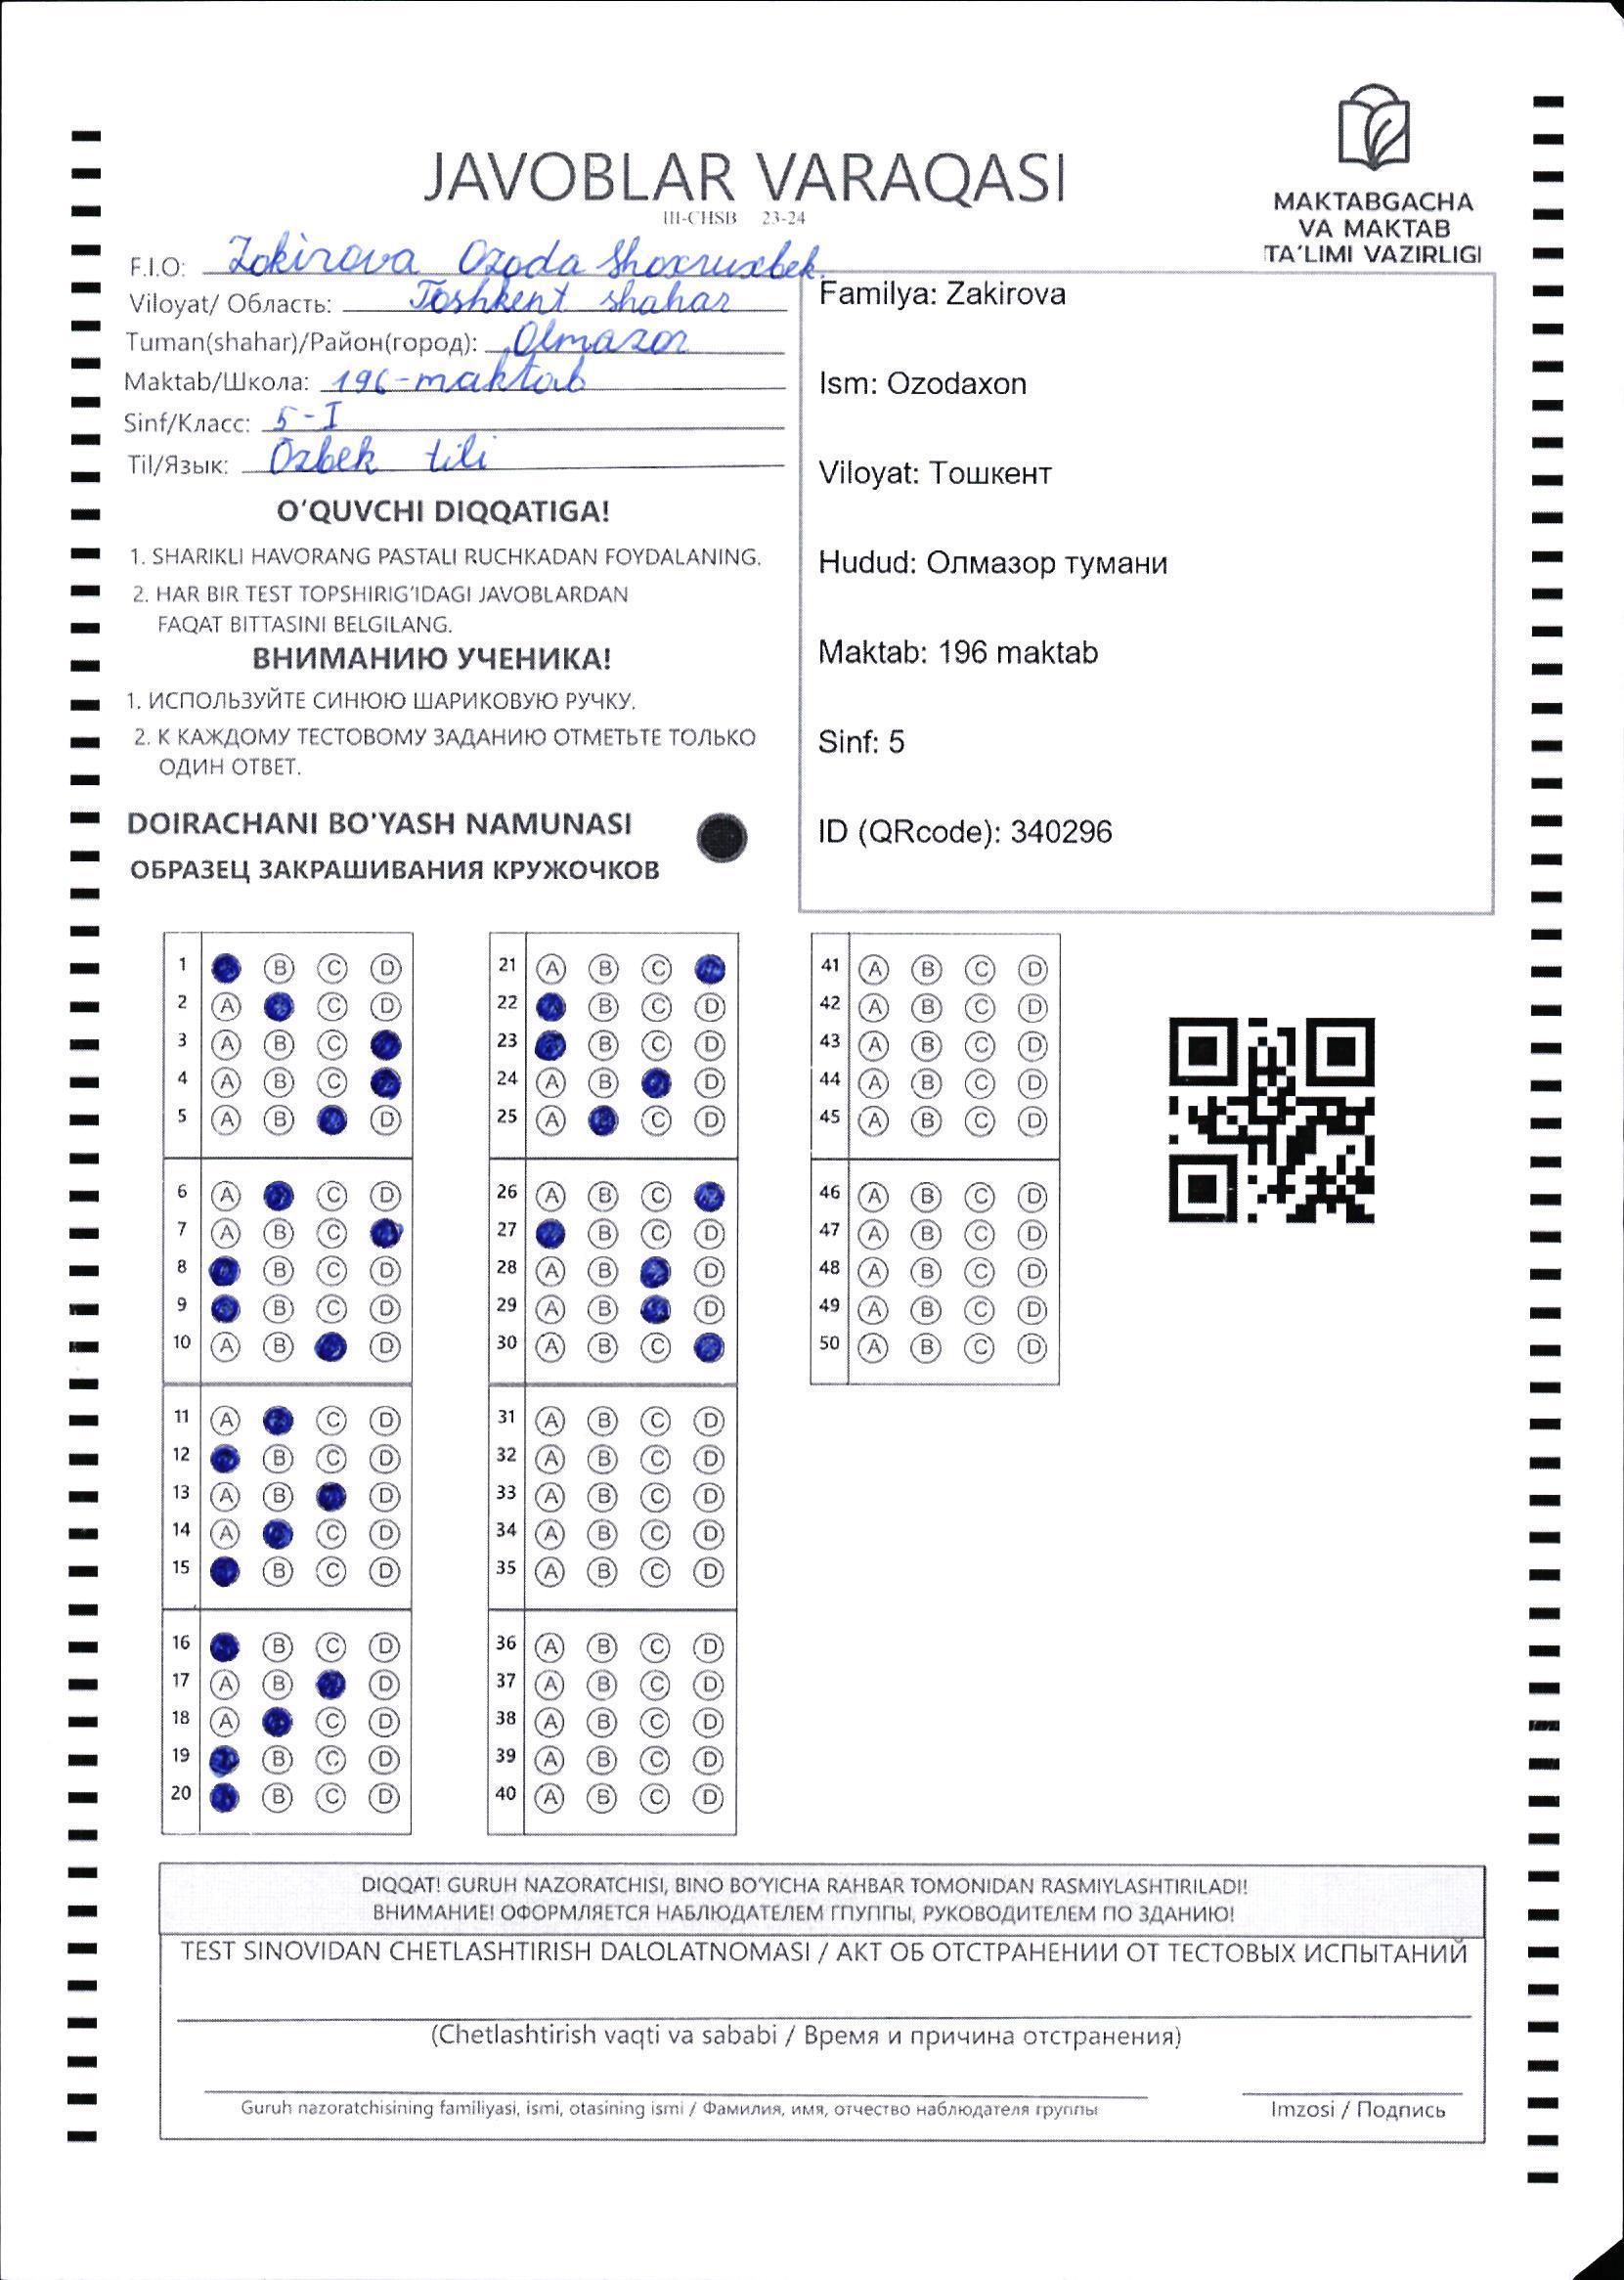 JAVOBLAR VARAQASI
III-CHSB 23-24
MAKTABGACHA
VA MAKTAB
TA'LIMI VAZIRLIGI
F.I.O: Zokirova Ozoda Shoxruxbek.
Viloyat/ Область: Toshkent shahar
Tuman(shahar)/Район(город): Olmazor
Maktab/Школа: 196-maktab
Sinf/Класс: 5-I
Til/Язык: Ozbek tili
O'QUVCHI DIQQATIGA!
1. SHARIKLI HAVORANG PASTALI RUCHKADAN FOYDALANING.
2. HAR BIR TEST TOPSHIRIG'IDAGI JAVOBLARDAN
FAQAT BITTASINI BELGILANG.
ВНИМАНИЮ УЧЕНИКА!
1. ИСПОЛЬЗУЙТЕ СИНЮЮ ШАРИКОВУЮ РУЧКУ.
2. К КАЖДОМУ ТЕСТОВОМУ ЗАДАНИЮ ОТМЕТЬТЕ ТОЛЬКО
ОДИН ОТВЕТ.
DOIRACHANI BO'YASH NAMUNASI
ОБРАЗЕЦ ЗАКРАШИВАНИЯ КРУЖОЧКОВ
Familya: Zakirova
Ism: Ozodaxon
Viloyat: Тошкент
Hudud: Олмазор тумани
Maktab: 196 maktab
Sinf: 5
ID (QRcode): 340296
1 B C D
2 A C D
3 A B C
4 A B C
5 A B D
6 A C D
7 A B C
8 B C D
9 B C D
10 A B D
11 A C D
12 B C D
13 A B D
14 A C D
15 B C D
16 B C D
17 A B D
18 A C D
19 B C D
20 B C D
21 A B C
22 B C D
23 B C D
24 A B D
25 A C D
26 A B C
27 B C D
28 A B D
29 A B D
30 A B C
31 A B C D
32 A B C D
33 A B C D
34 A B C D
35 A B C D
36 A B C D
37 A B C D
38 A B C D
39 A B C D
40 A B C D
41 A B C D
42 A B C D
43 A B C D
44 A B C D
45 A B C D
46 A B C D
47 A B C D
48 A B C D
49 A B C D
50 A B C D
DIQQAT! GURUH NAZORATCHISI, BINO BO'YICHA RAHBAR TOMONIDAN RASMIYLASHTIRILADI!
ВНИМАНИЕ! ОФОРМЛЯЕТСЯ НАБЛЮДАТЕЛЕМ ГПУППЫ, РУКОВОДИТЕЛЕМ ПО ЗДАНИЮ!
TEST SINOVIDAN CHETLASHTIRISH DALOLATNOMASI / АКТ ОБ ОТСТРАНЕНИИ ОТ ТЕСТОВЫХ ИСПЫТАНИЙ
(Chetlashtirish vaqti va sababi / Время и причина отстранения)
Guruh nazoratchisining familiyasi, ismi, otasining ismi / Фамилия, имя, отчество наблюдателя группы
Imzosi / Подпись